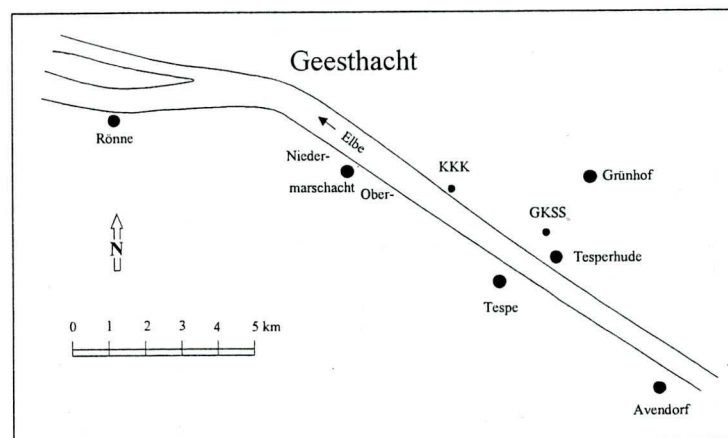 Geesthacht
Elbe
Rönne
Nieder-
marschacht
Ober-
KKK
Grünhof
GKSS
N
Tesperhude
Tespe
0 1 2 3 4 5 km
Avendorf